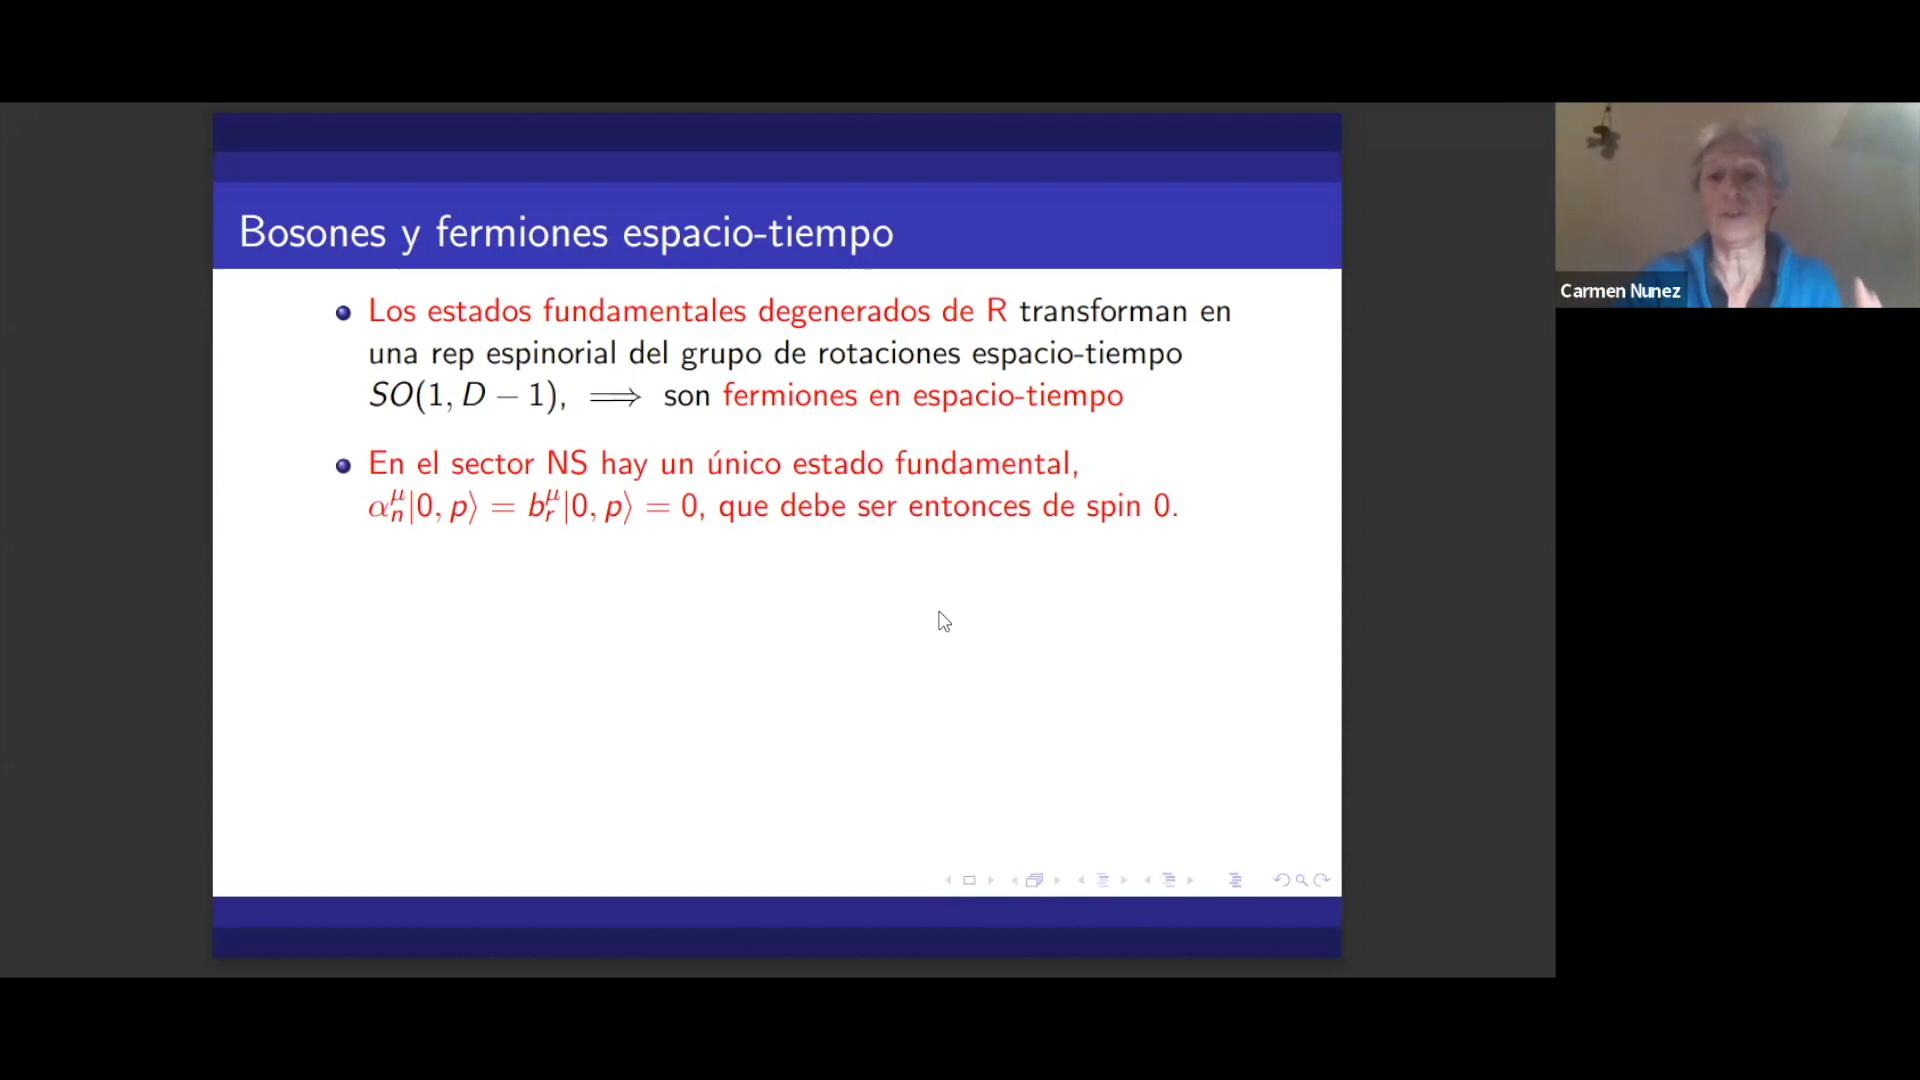 Bosones y fermiones espacio-tiempo
Los estados fundamentales degenerados de R transforman en
una rep espinorial del grupo de rotaciones espacio-tiempo
SO(1, D − 1), ⟹ son fermiones en espacio-tiempo
En el sector NS hay un único estado fundamental,
αₙ^μ|0, p⟩ = bᵣ^μ|0, p⟩ = 0, que debe ser entonces de spin 0.
Carmen Nunez